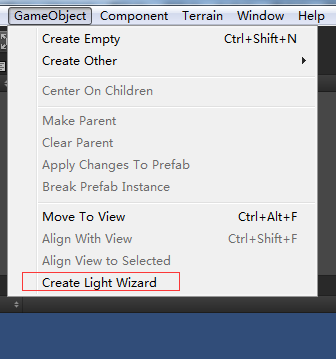 GameObject Component Terrain Window Help
Create Empty Ctrl+Shift+N
Create Other
Center On Children
Make Parent
Clear Parent
Apply Changes To Prefab
Break Prefab Instance
Move To View Ctrl+Alt+F
Align With View Ctrl+Shift+F
Align View to Selected
Create Light Wizard